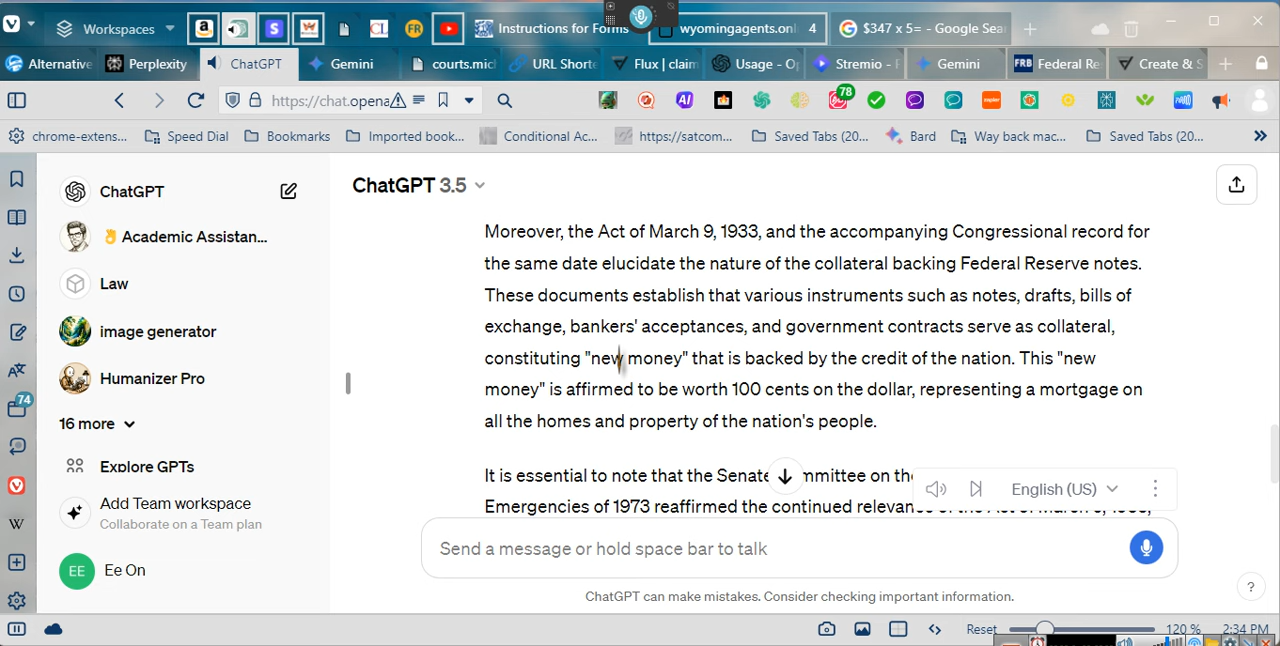 Workspaces
Instructions for Forms
wyomingagents.onl
4
$347 x 5= - Google Sea
Alternative
Perplexity
ChatGPT
Gemini
courts.mic
URL Shorte
Flux | claim
Usage - Op
Stremio - F
Gemini
FRB
Federal Re
Create & S
https://chat.opena
78
chrome-extens...
Speed Dial
Bookmarks
Imported book...
Conditional Ac...
https://satcom...
Saved Tabs (20...
Bard
Way back mac...
Saved Tabs (20...
ChatGPT
Academic Assistan...
Law
image generator
Humanizer Pro
16 more
Explore GPTs
Add Team workspace
Collaborate on a Team plan
EE
Ee On
74
ChatGPT 3.5
Moreover, the Act of March 9, 1933, and the accompanying Congressional record for
the same date elucidate the nature of the collateral backing Federal Reserve notes.
These documents establish that various instruments such as notes, drafts, bills of
exchange, bankers' acceptances, and government contracts serve as collateral,
constituting "new money" that is backed by the credit of the nation. This "new
money" is affirmed to be worth 100 cents on the dollar, representing a mortgage on
all the homes and property of the nation's people.
It is essential to note that the Senate
mmittee on the
Emergencies of 1973 reaffirmed the continued relevance
English (US)
Send a message or hold space bar to talk
ChatGPT can make mistakes. Consider checking important information.
?
Reset
120 %
2:34 PM